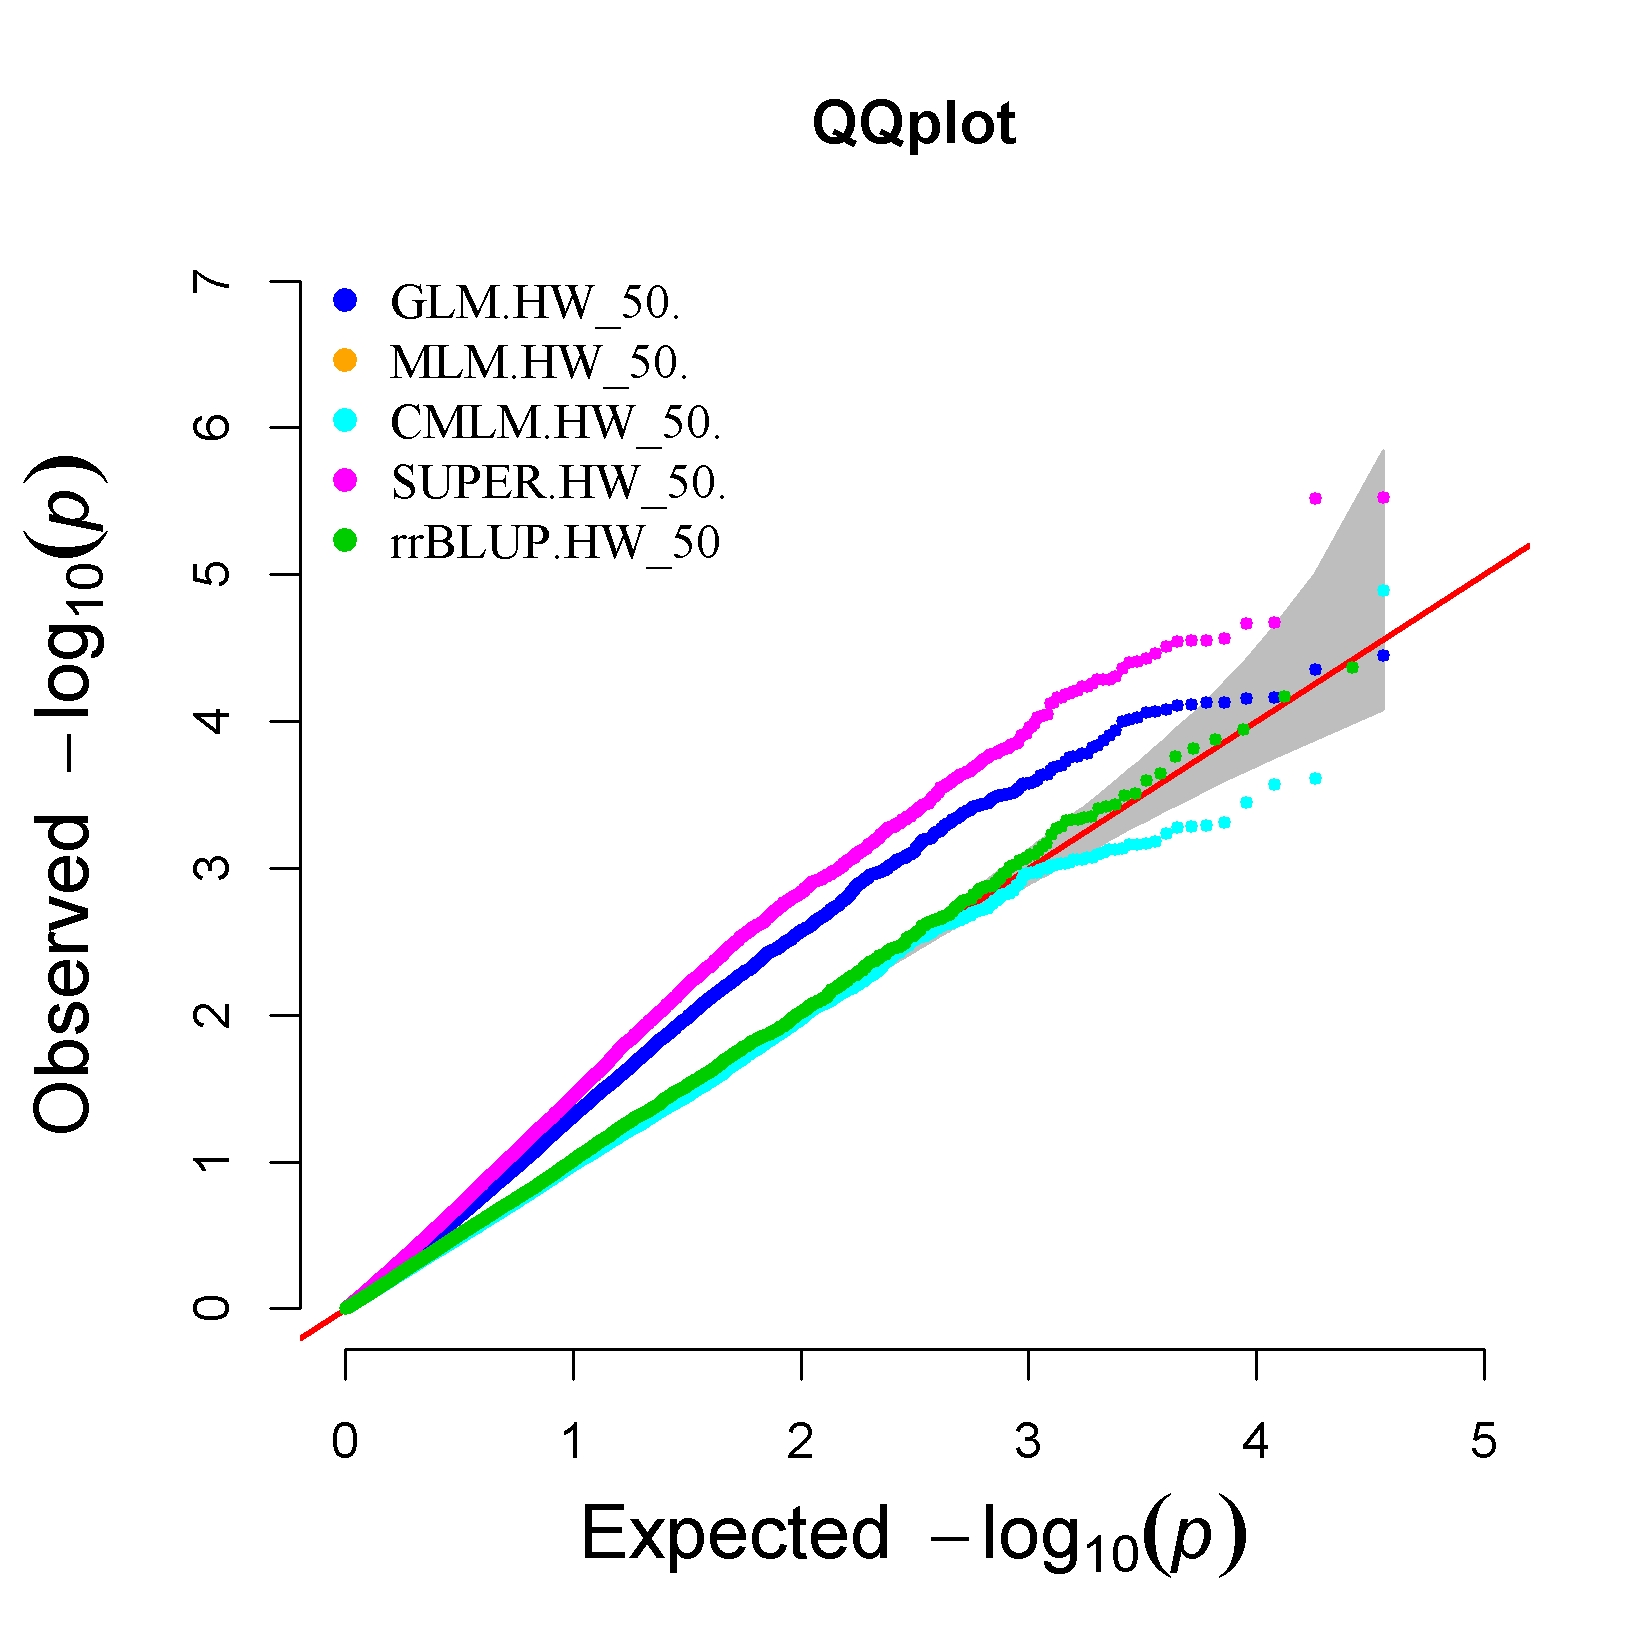 QQplot
GLM.HW_50.
MLM.HW_50.
CMLM.HW_50.
SUPER.HW_50.
rrBLUP.HW_50
Observed −log10(p)
7
6
5
4
3
2
1
0
0 1 2 3 4 5
Expected −log10(p)